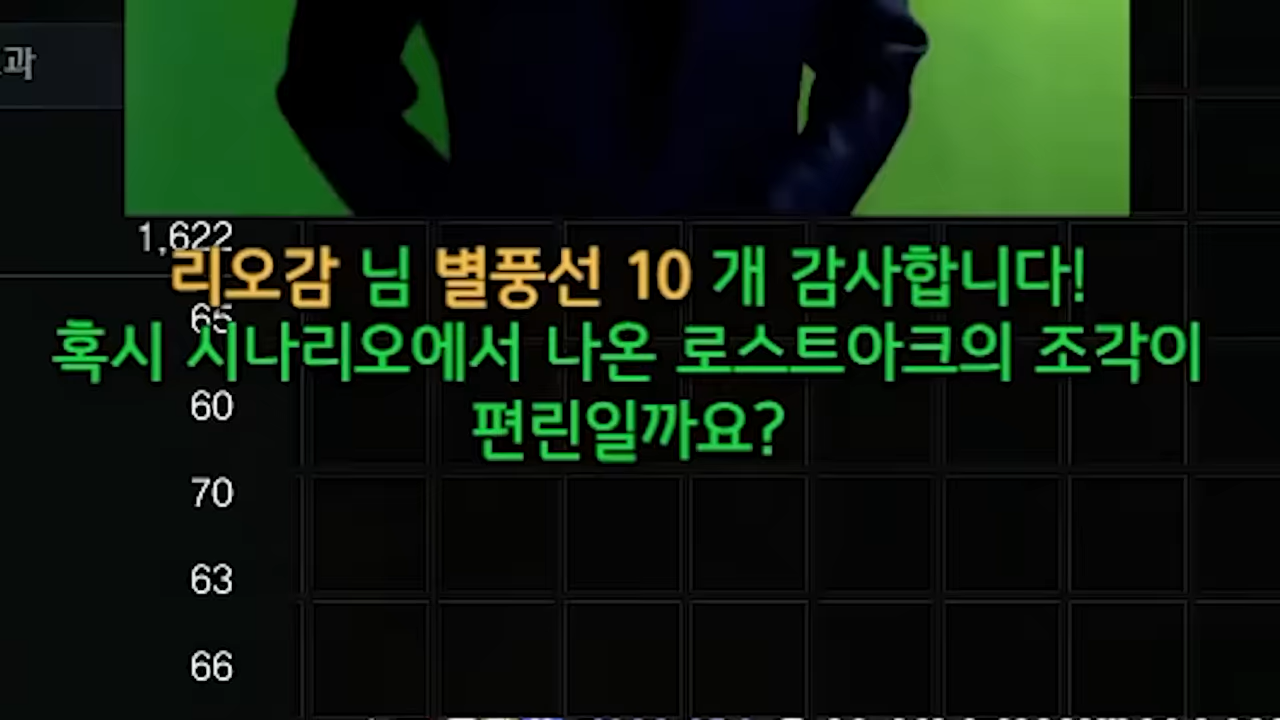 과
1,622
리오감 님 별풍선 10 개 감사합니다!
65
혹시 시나리오에서 나온 로스트아크의 조각이
60
편린일까요?
70
63
66